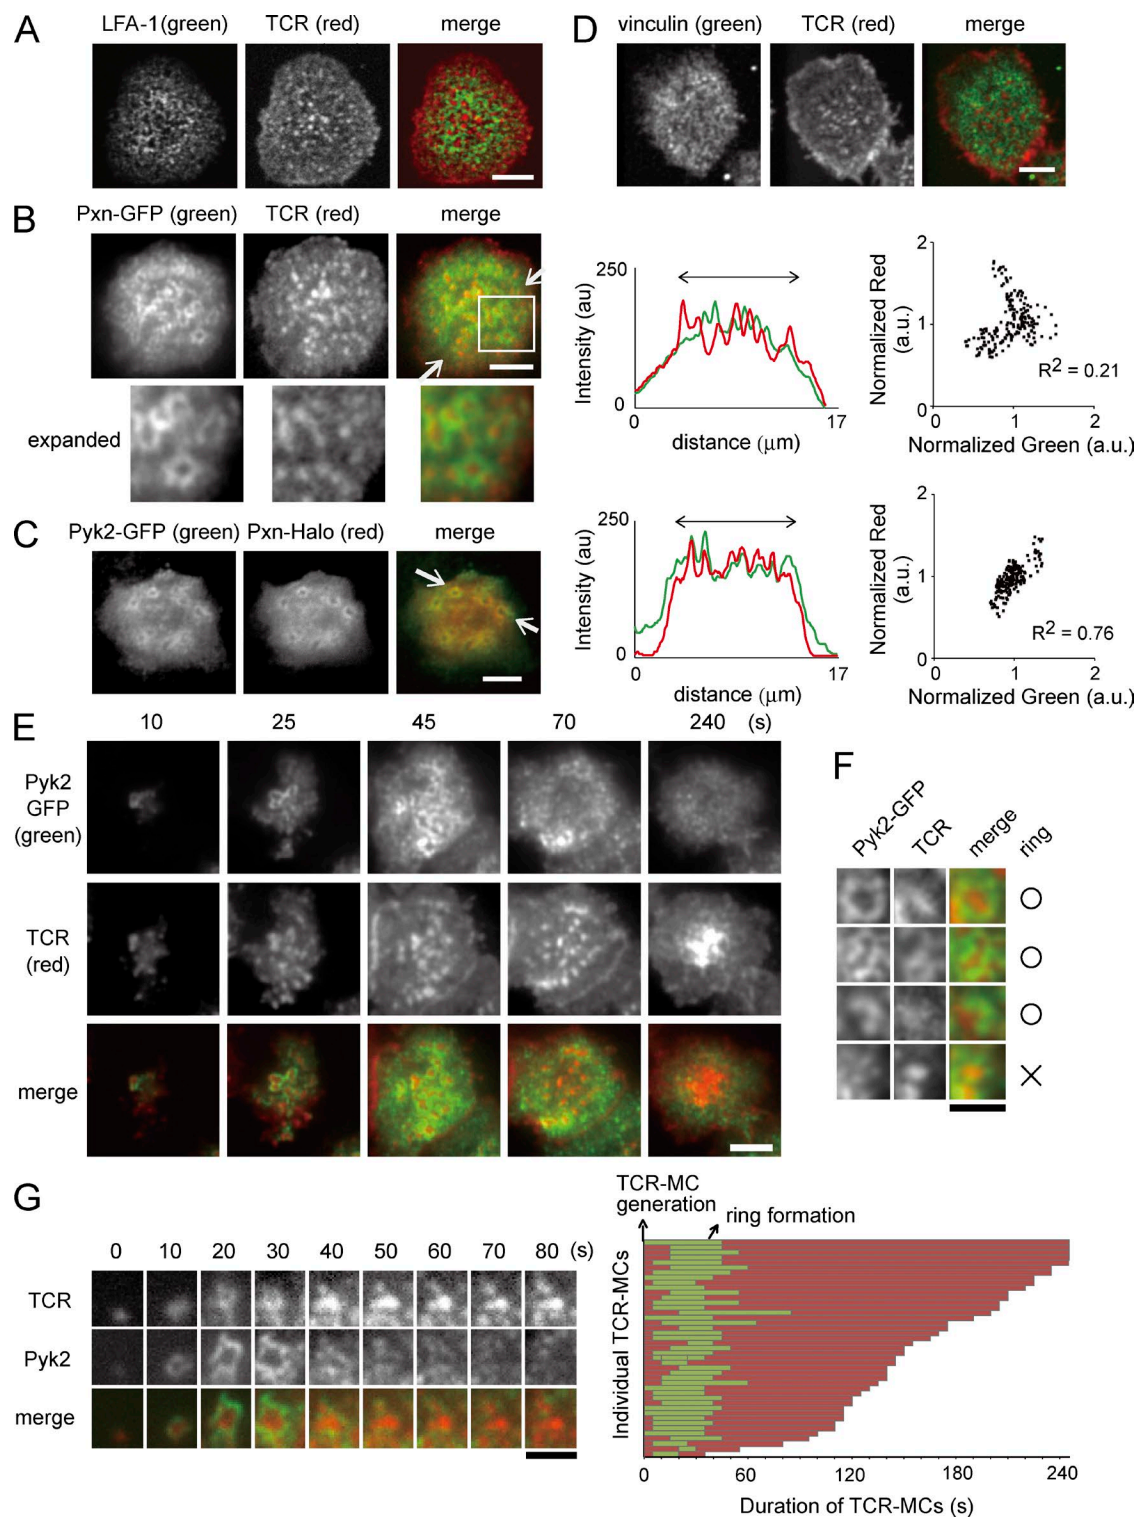 A
LFA-1(green) TCR (red) merge
D
vinculin (green) TCR (red) merge
B
Pxn-GFP (green) TCR (red) merge
expanded
250
Intensity (au)
0
0 17
distance (µm)
2
Normalized Red (a.u.)
1
0
1 2
R² = 0.21
Normalized Green (a.u.)
C
Pyk2-GFP (green) Pxn-Halo (red) merge
250
Intensity (au)
0
0 17
distance (µm)
2
Normalized Red (a.u.)
1
0
0 1 2
R² = 0.76
Normalized Green (a.u.)
E
10 25 45 70 240 (s)
Pyk2
GFP
(green)
TCR
(red)
merge
F
Pyk2-GFP TCR merge ring
G
0 10 20 30 40 50 60 70 80 (s)
TCR
Pyk2
merge
TCR-MC
generation
ring formation
Individual TCR-MCs
0 60 120 180 240
Duration of TCR-MCs (s)